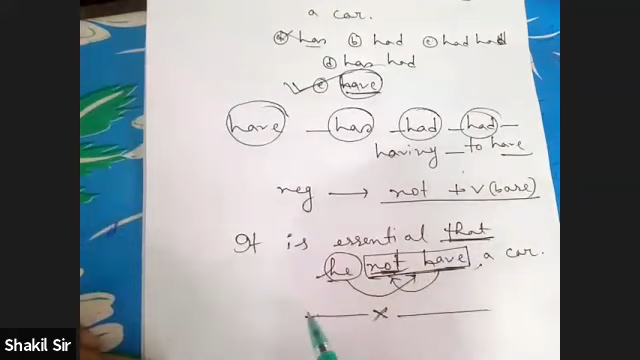 a car.
ⓐ has ⓑ had ⓒ had had
ⓓ has had
ⓔ have
have — has — had — had —
having — to have
neg → not + V (bare)
It is essential that
he not have a car.
— x —
Shakil Sir